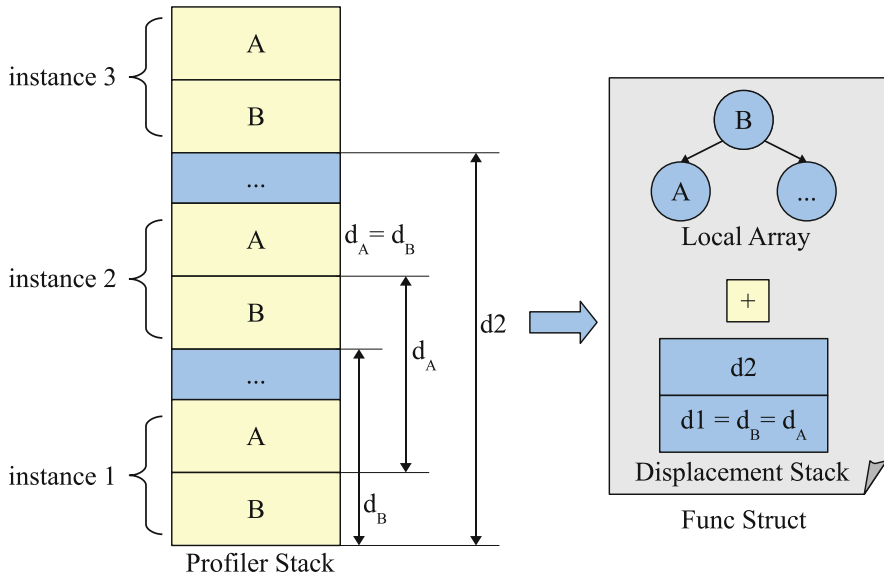 instance 3
A
B
...
instance 2
A
B
...
instance 1
A
B
Profiler Stack
d_A = d_B
d_A
d_B
d2
B
A
...
Local Array
+
d2
d1 = d_B = d_A
Displacement Stack
Func Struct